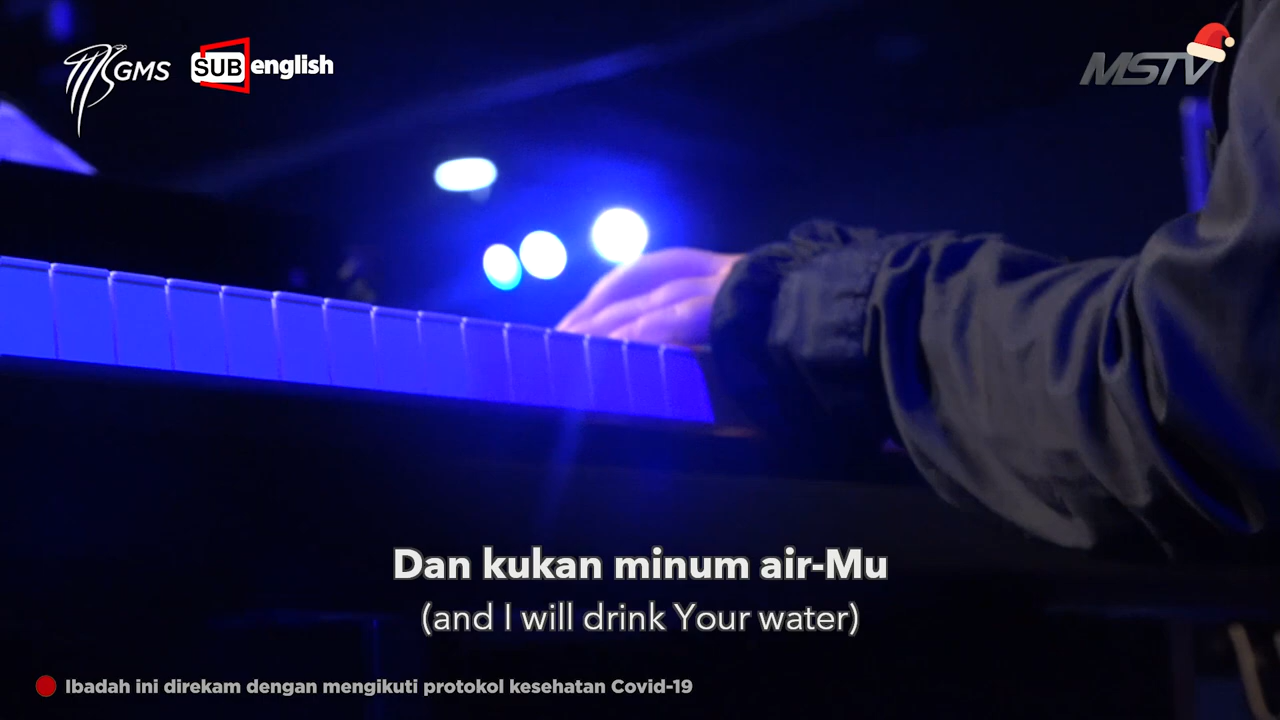 GMS
SUB english
MSTV
Dan kukan minum air-Mu
(and I will drink Your water)
Ibadah ini direkam dengan mengikuti protokol kesehatan Covid-19